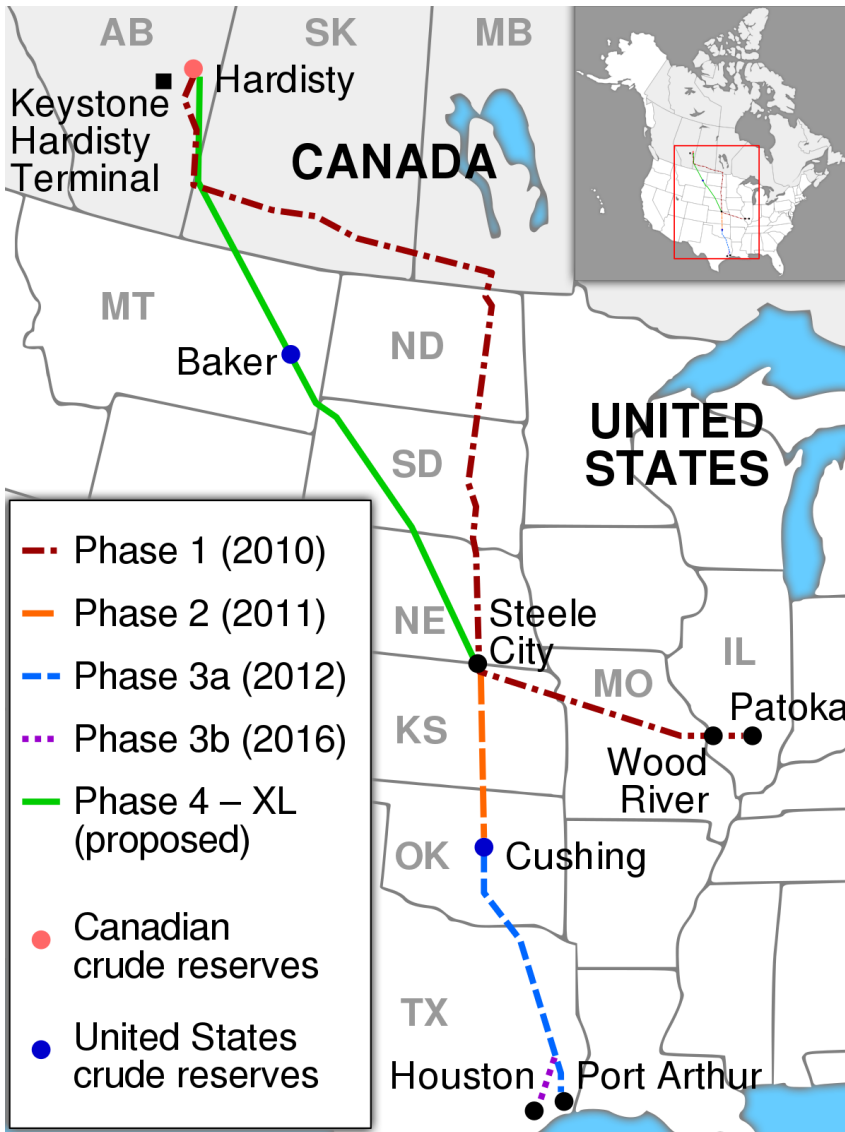 AB
SK
MB
Hardisty
Keystone
Hardisty
Terminal
CANADA
MT
ND
Baker
UNITED
STATES
SD
Phase 1 (2010)
Phase 2 (2011)
Phase 3a (2012)
Phase 3b (2016)
Phase 4 – XL
(proposed)
Canadian
crude reserves
United States
crude reserves
NE
Steele
City
IL
MO
Patoka
KS
Wood
River
OK
Cushing
TX
Houston
Port Arthur